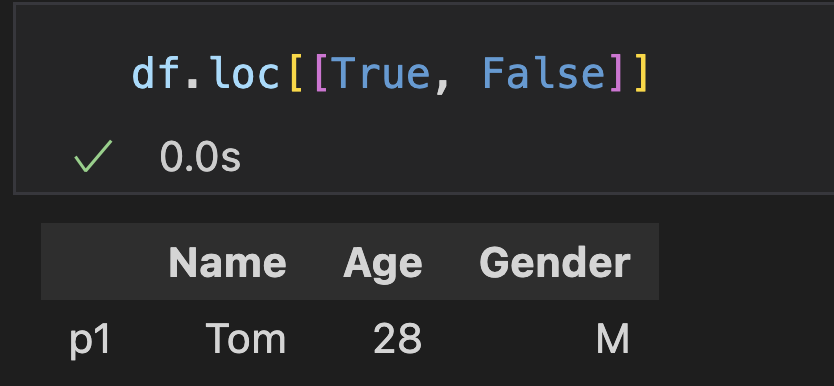 df.loc[[True, False]]
✓ 0.0s
Name Age Gender
p1 Tom 28 M